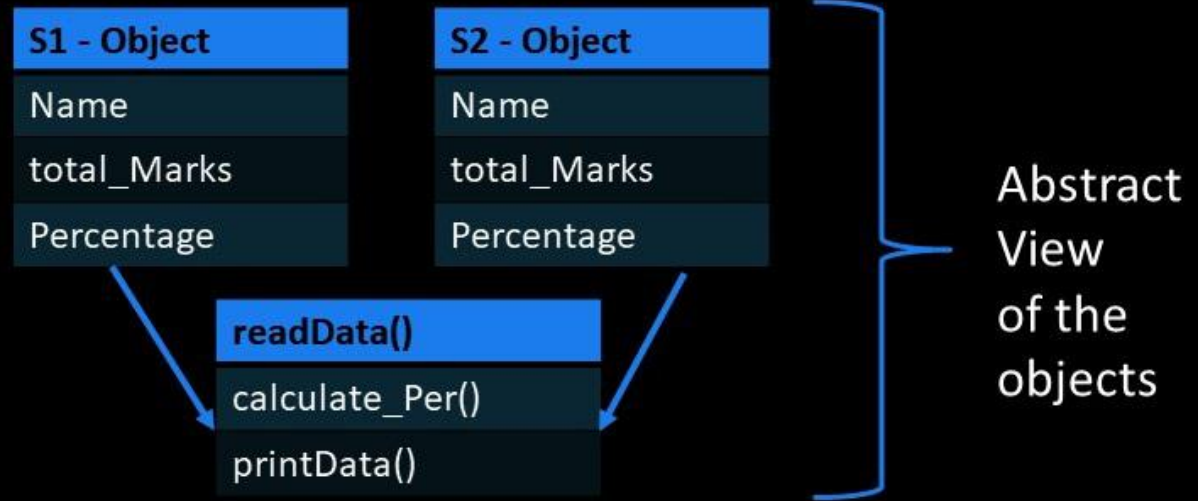 S1 - Object
Name
total_Marks
Percentage
S2 - Object
Name
total_Marks
Percentage
readData()
calculate_Per()
printData()
Abstract
View
of the
objects